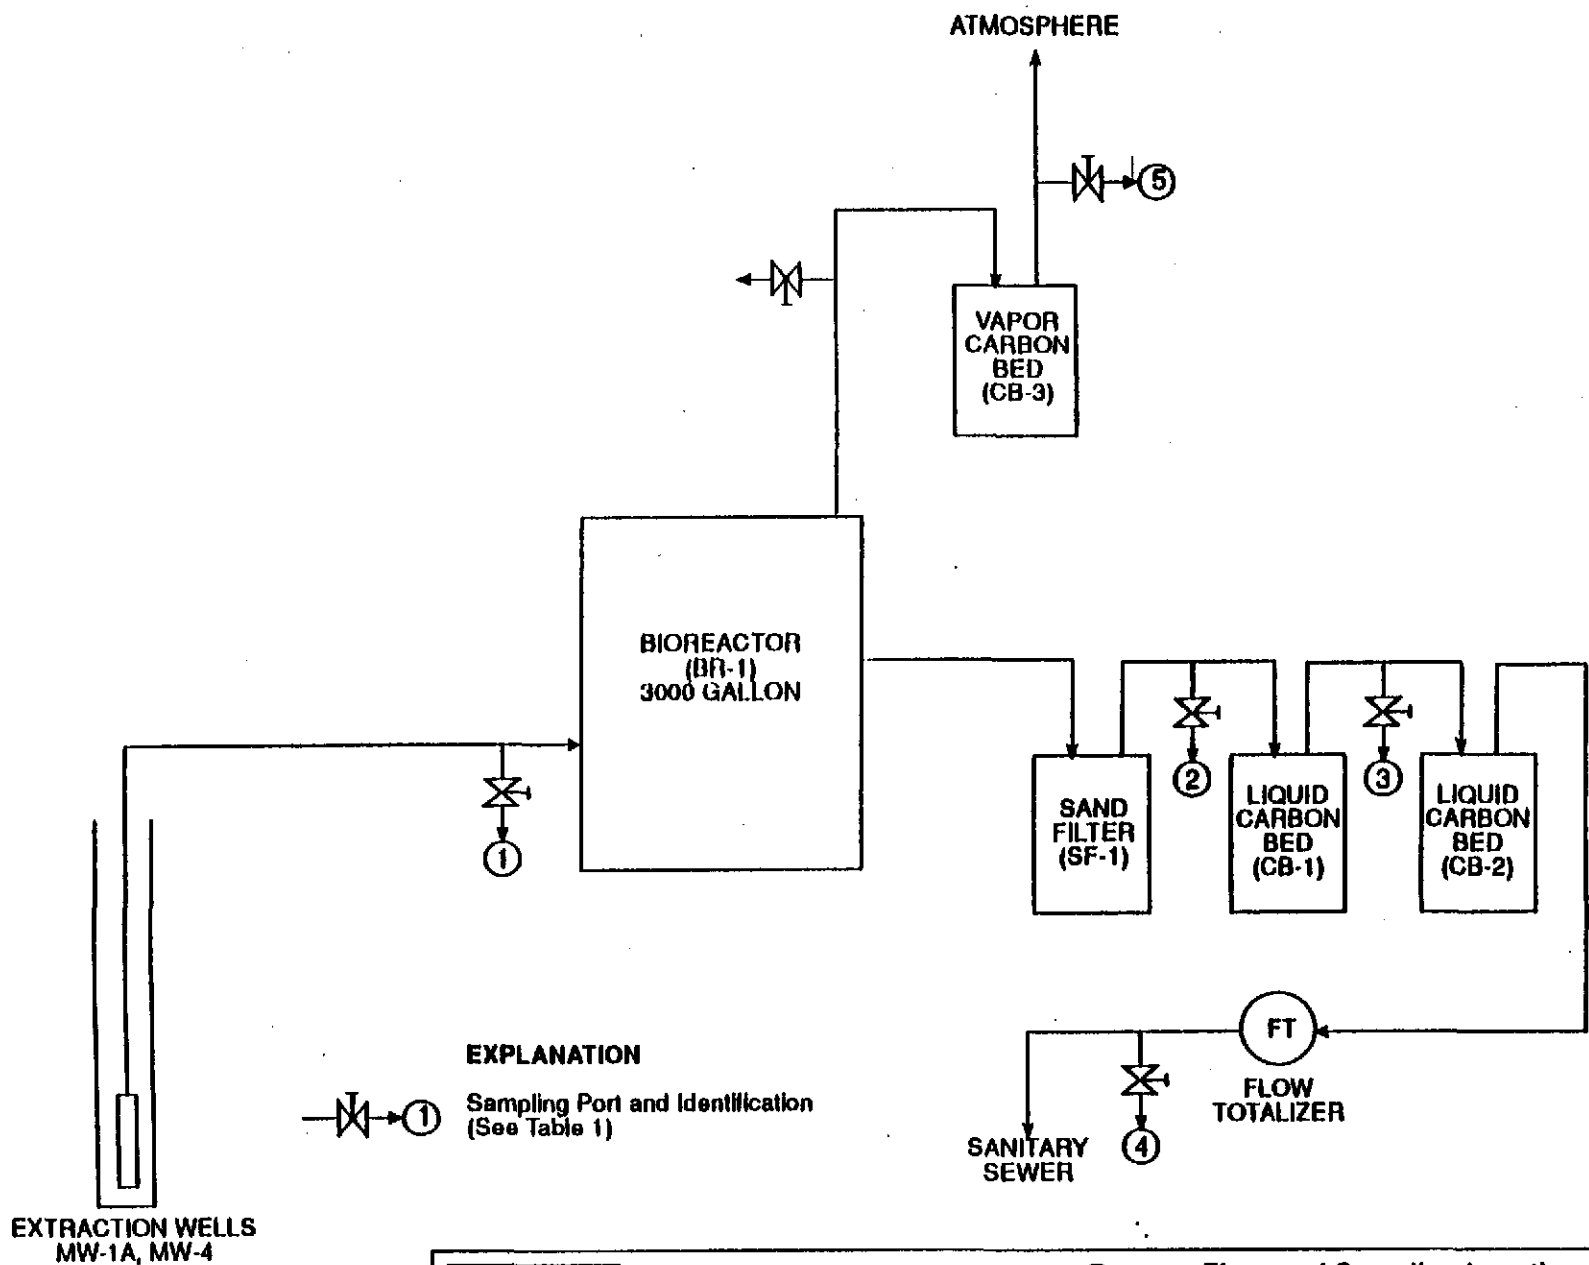 ATMOSPHERE
5
VAPOR
CARBON
BED
(CB-3)
BIOREACTOR
(BR-1)
3000 GALLON
1
2
3
SAND
FILTER
(SF-1)
LIQUID
CARBON
BED
(CB-1)
LIQUID
CARBON
BED
(CB-2)
FT
FLOW
TOTALIZER
4
SANITARY
SEWER
EXPLANATION
1
Sampling Port and Identification
(See Table 1)
EXTRACTION WELLS
MW-1A, MW-4